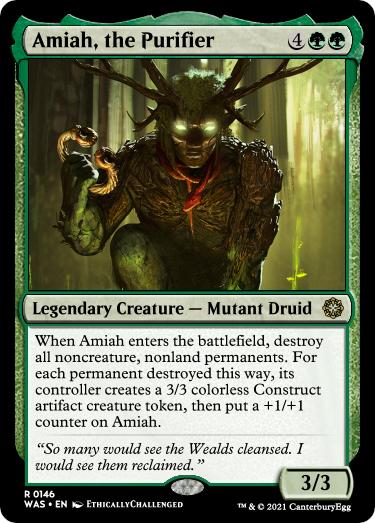 Amiah, the Purifier 4
Legendary Creature — Mutant Druid
When Amiah enters the battlefield, destroy
all noncreature, nonland permanents. For
each permanent destroyed this way, its
controller creates a 3/3 colorless Construct
artifact creature token, then put a +1/+1
counter on Amiah.
“So many would see the Wealds cleansed. I
would see them reclaimed.”
3/3
R 0146
WAS • EN EthicallyChallenged
™ & © 2021 CanterburyEgg